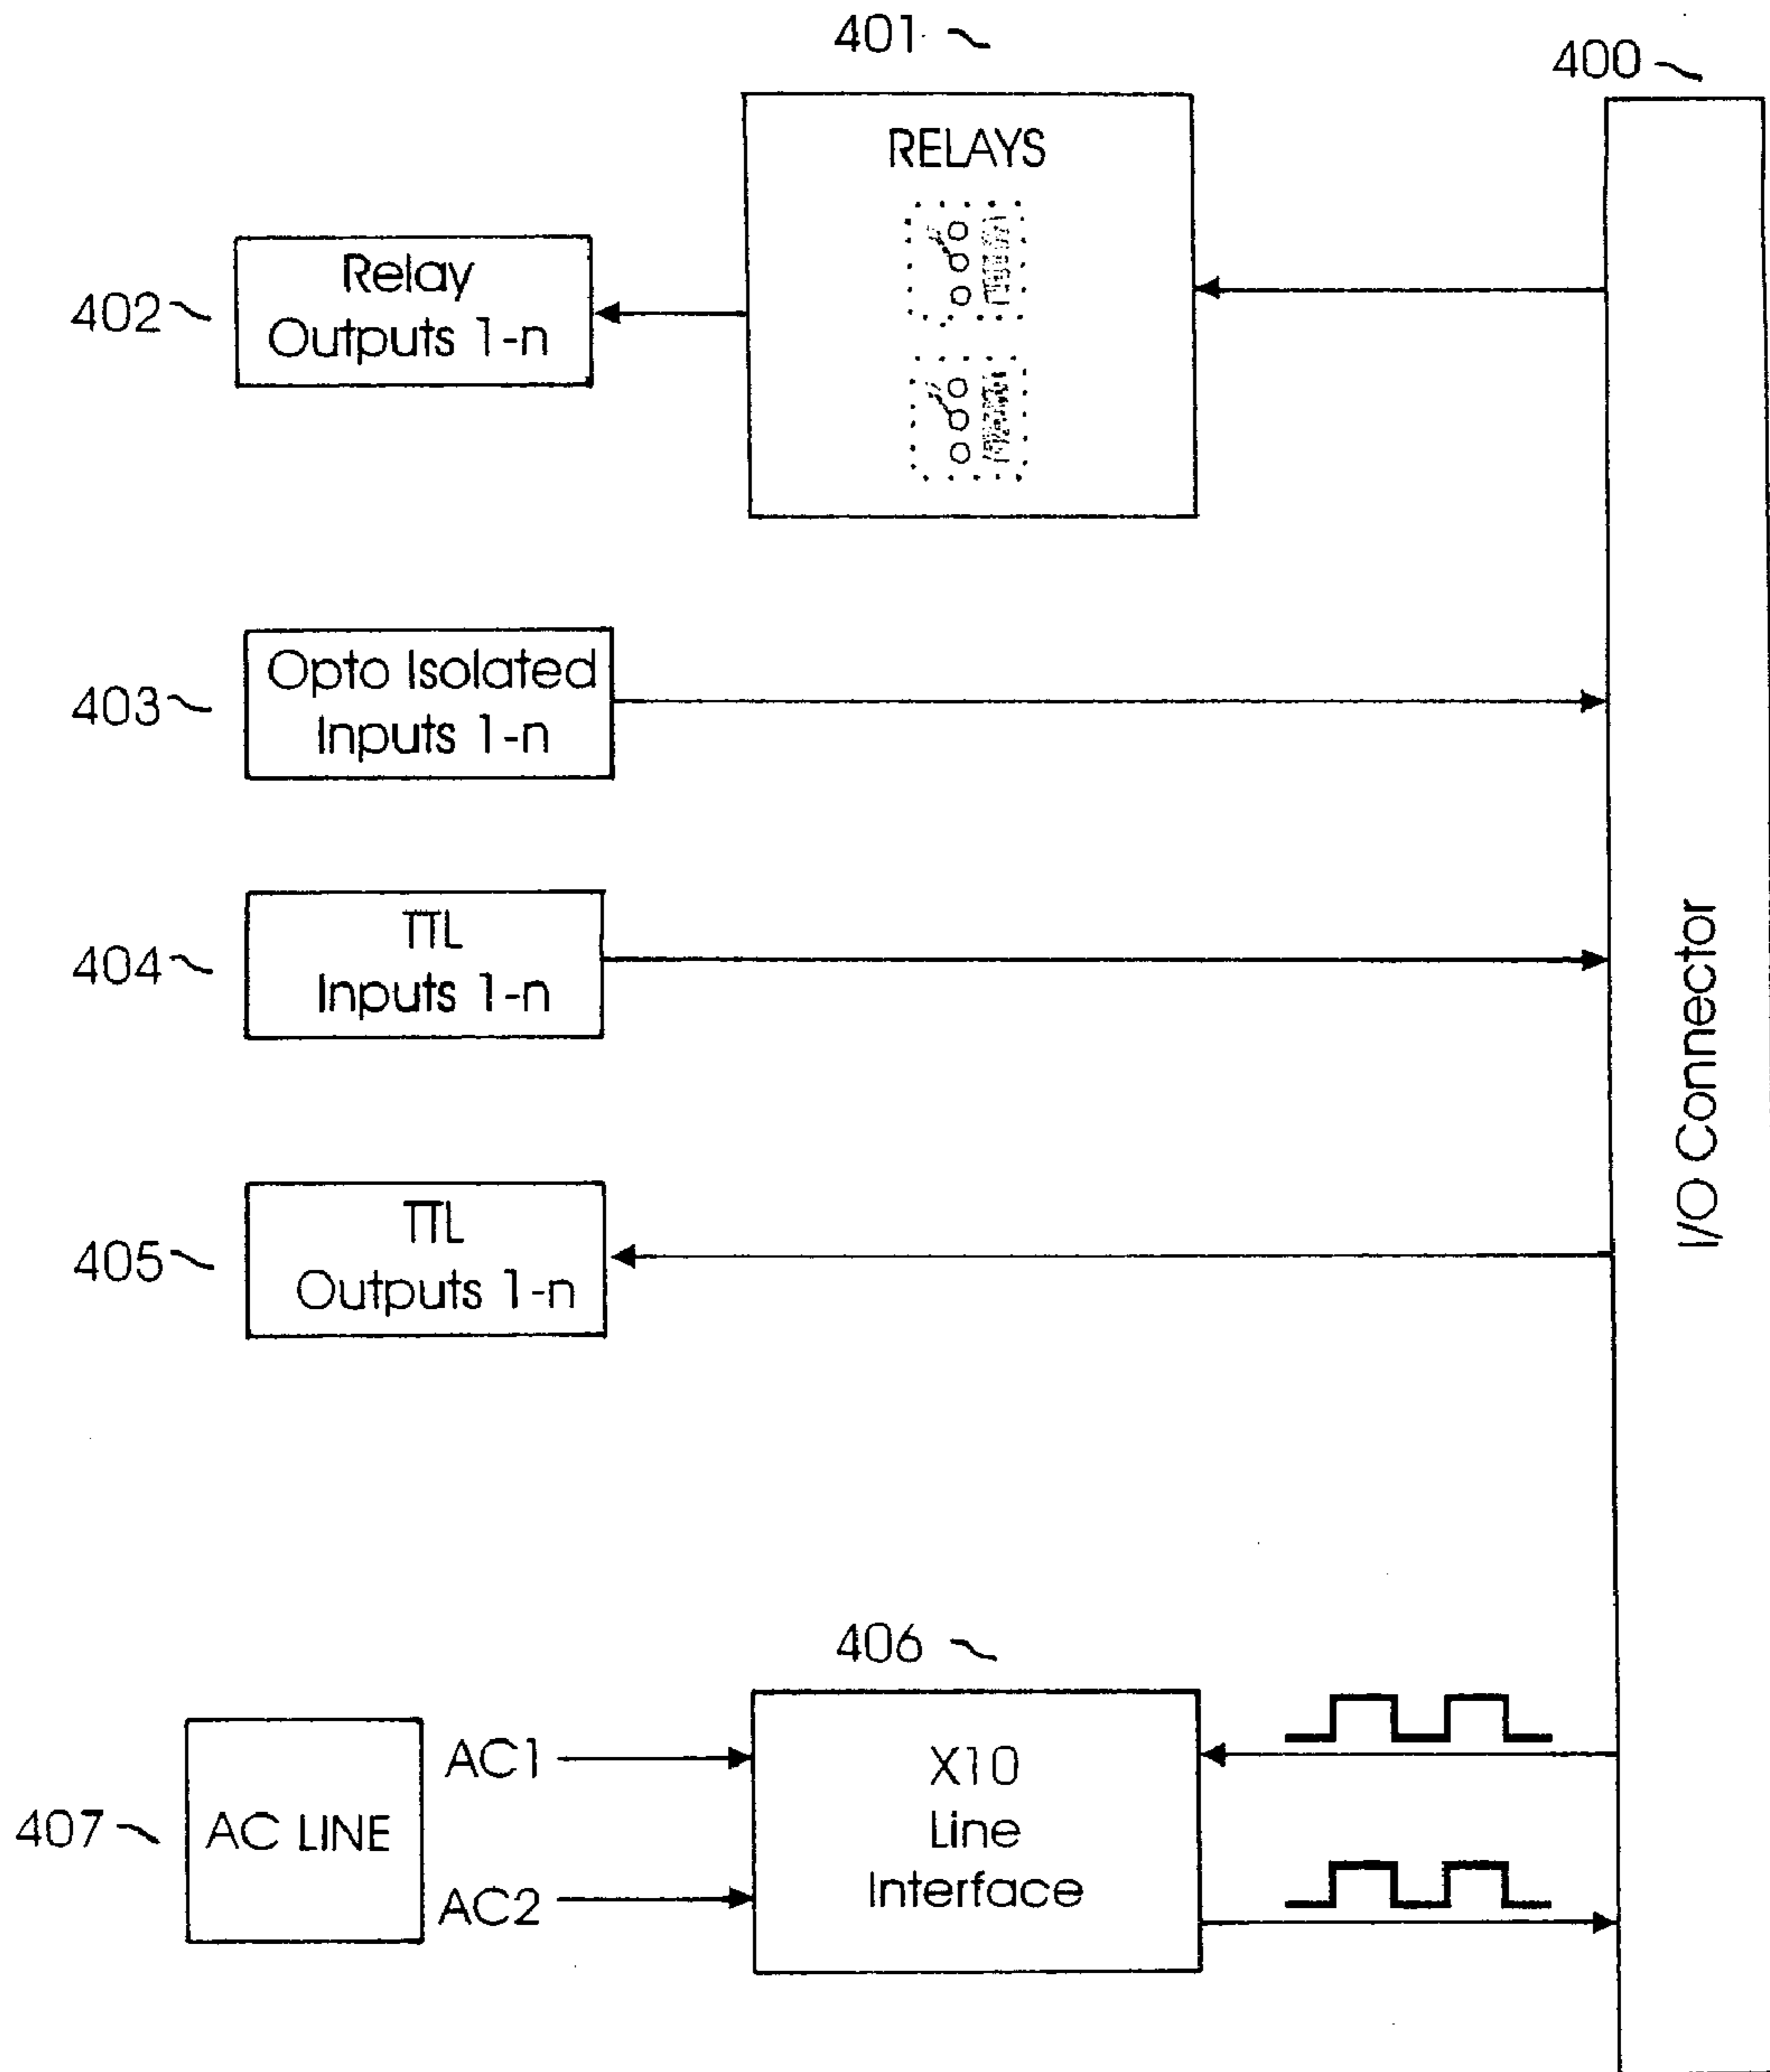 401
400
RELAYS
402
Relay
Outputs 1-n
403
Opto Isolated
Inputs 1-n
404
TTL
Inputs 1-n
I/O Connector
405
TTL
Outputs 1-n
406
407
AC LINE
AC1
AC2
X10
Line
Interface